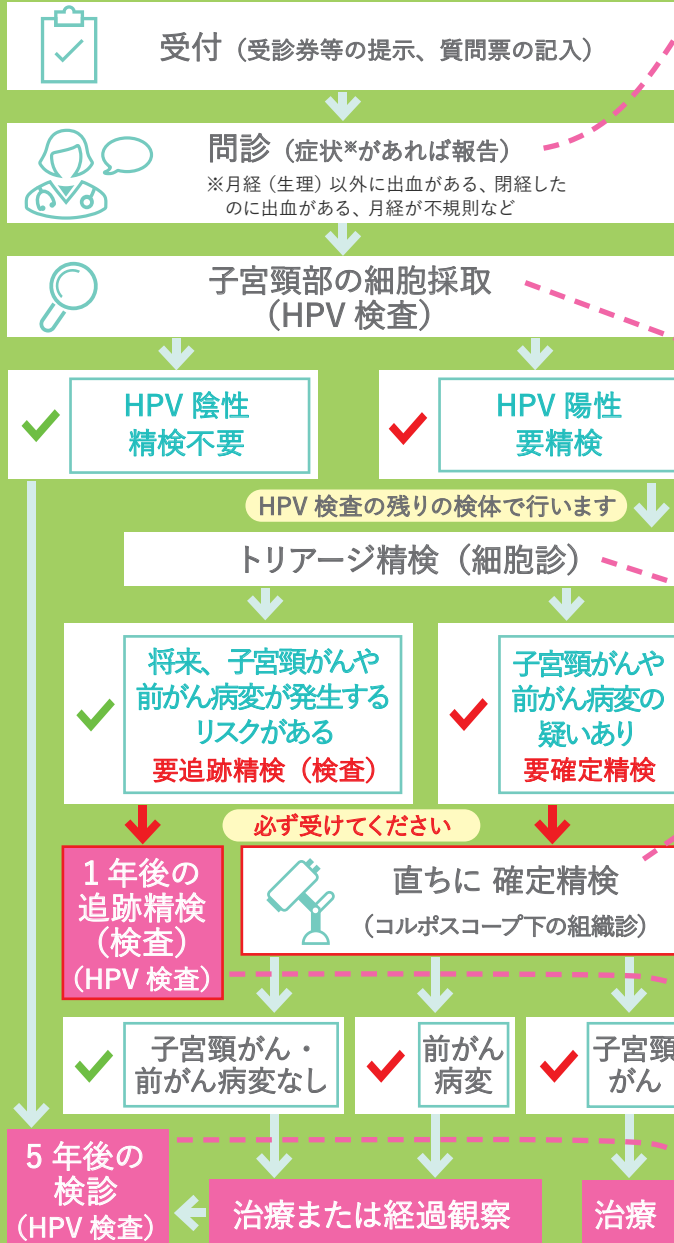 受付（受診券等の提示、質問票の記入）
問診（症状※があれば報告）
※月経（生理）以外に出血がある、閉経した
のに出血がある、月経が不規則など
子宮頸部の細胞採取
（HPV 検査）
HPV 陰性
精検不要
HPV 陽性
要精検
HPV 検査の残りの検体で行います
トリアージ精検（細胞診）
将来、子宮頸がんや
前がん病変が発生する
リスクがある
要追跡精検（検査）
子宮頸がんや
前がん病変の
疑いあり
要確定精検
必ず受けてください
1 年後の
追跡精検
（検査）
（HPV 検査）
直ちに 確定精検
（コルポスコープ下の組織診）
子宮頸がん・
前がん病変なし
前がん
病変
子宮頸
がん
5 年後の
検診
（HPV 検査）
治療または経過観察
治療